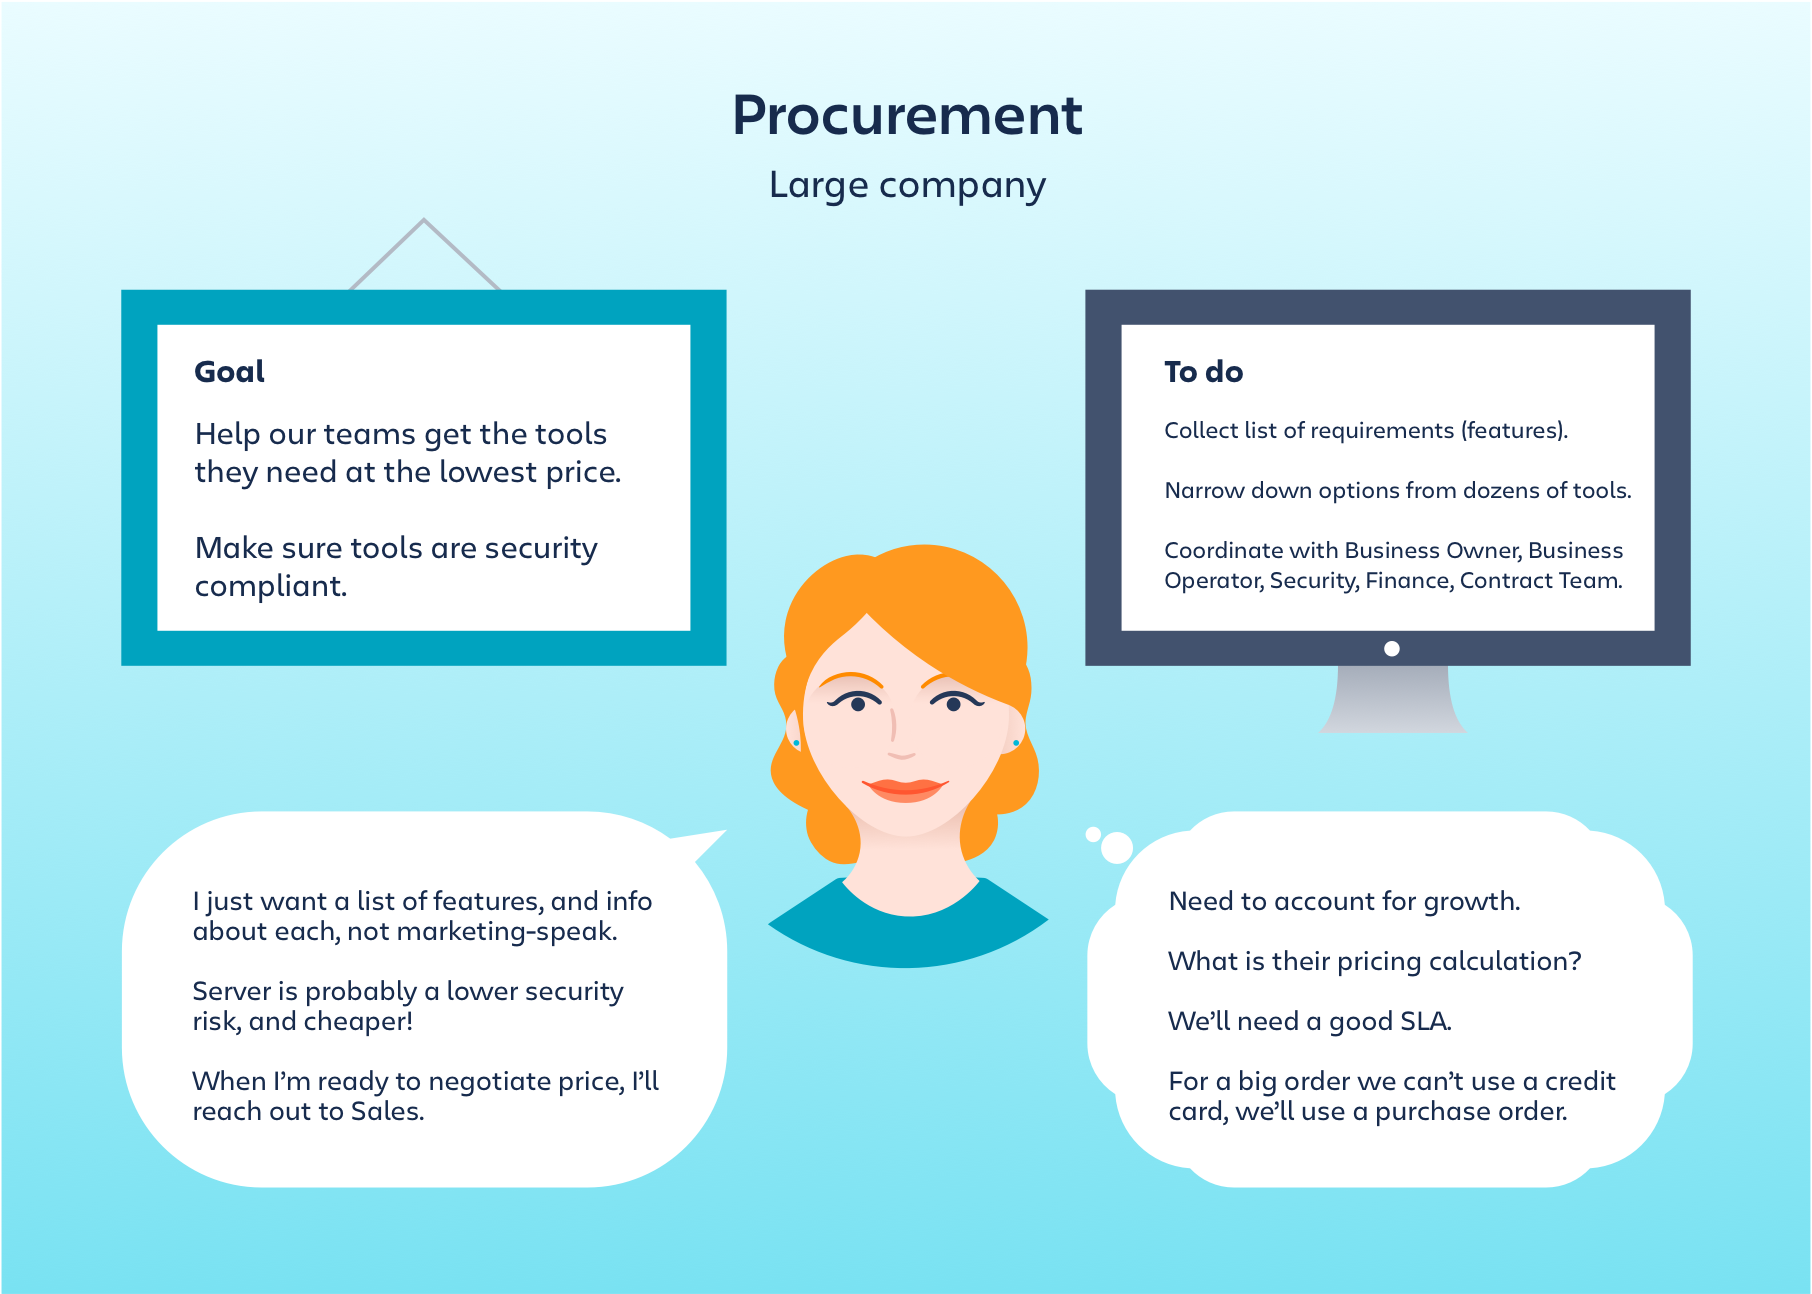 Procurement
Large company
Goal
Help our teams get the tools
they need at the lowest price.
Make sure tools are security
compliant.
To do
Collect list of requirements (features).
Narrow down options from dozens of tools.
Coordinate with Business Owner, Business
Operator, Security, Finance, Contract Team.
I just want a list of features, and info
about each, not marketing-speak.
Server is probably a lower security
risk, and cheaper!
When I’m ready to negotiate price, I’ll
reach out to Sales.
Need to account for growth.
What is their pricing calculation?
We’ll need a good SLA.
For a big order we can’t use a credit
card, we’ll use a purchase order.